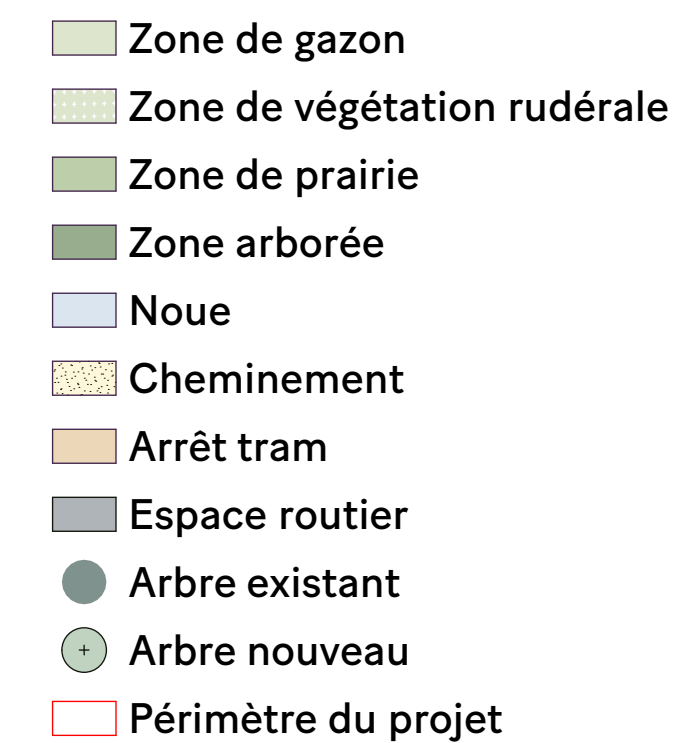 Zone de gazon
Zone de végétation rudérale
Zone de prairie
Zone arborée
Noue
Cheminement
Arrêt tram
Espace routier
Arbre existant
Arbre nouveau
Périmètre du projet